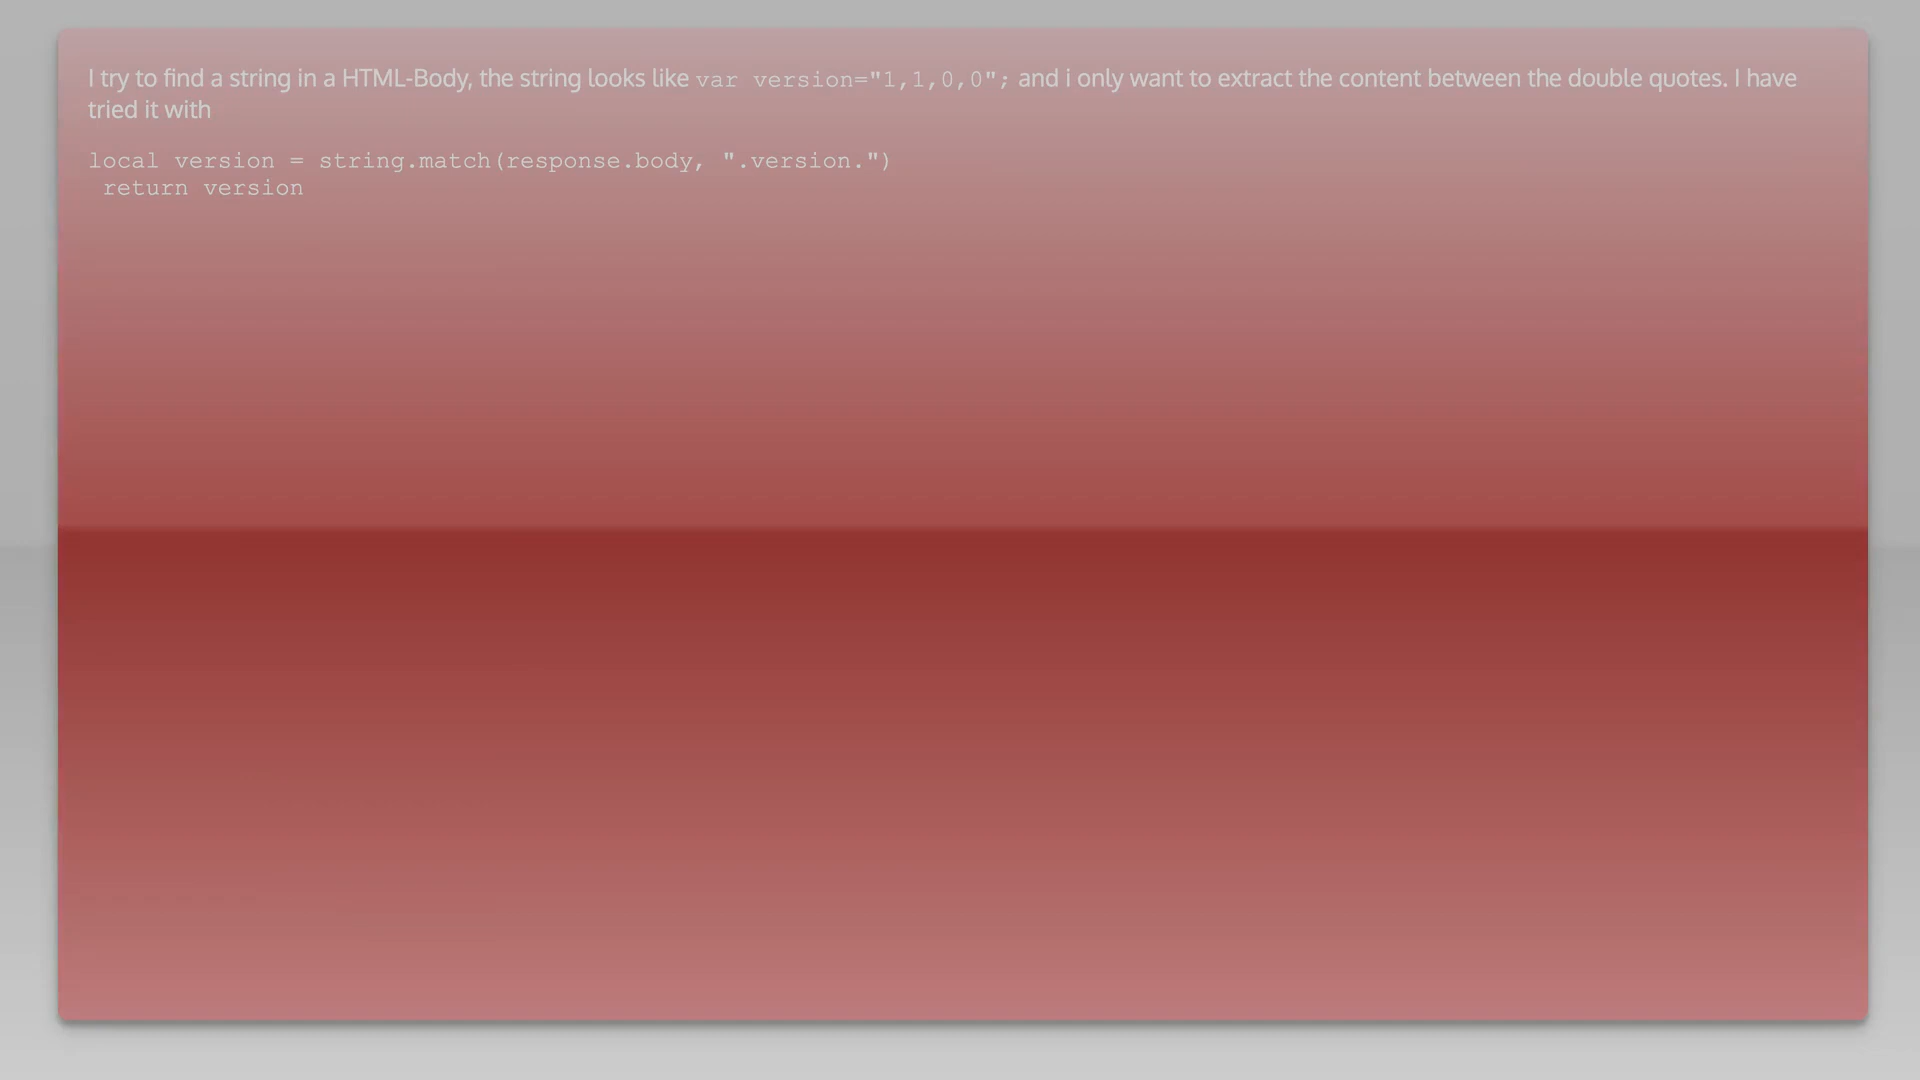 I try to find a string in a HTML-Body, the string looks like var version="1,1,0,0"; and i only want to extract the content between the double quotes. I have
tried it with
local version = string.match(response.body, ".version.")
return version